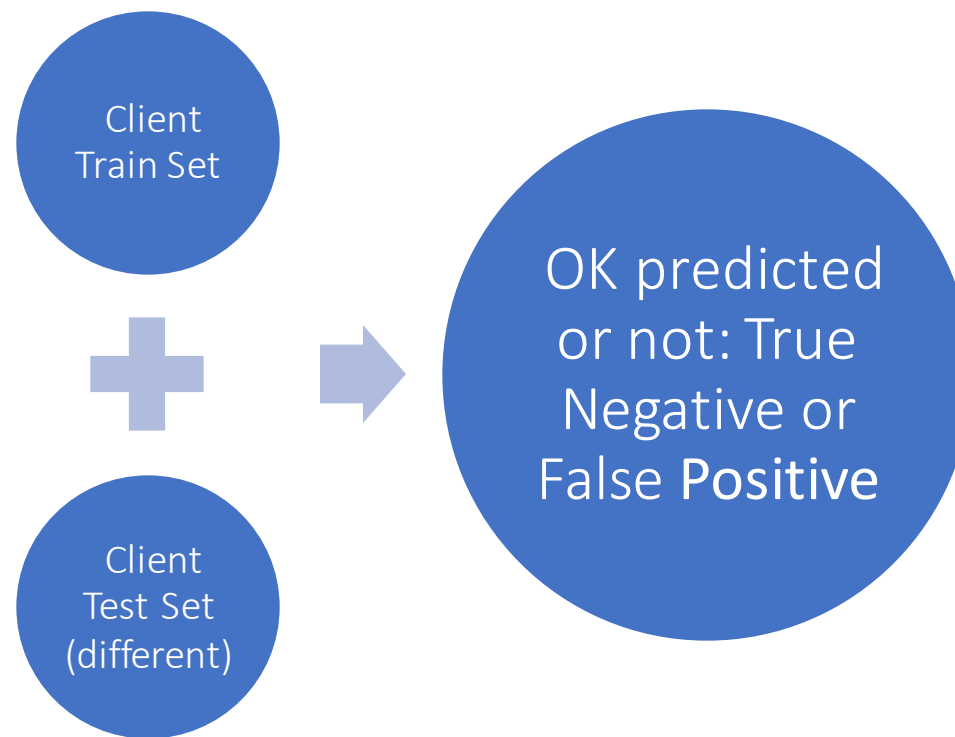 Client
Train Set
Client
Test Set
(different)
OK predicted
or not: True
Negative or
False Positive